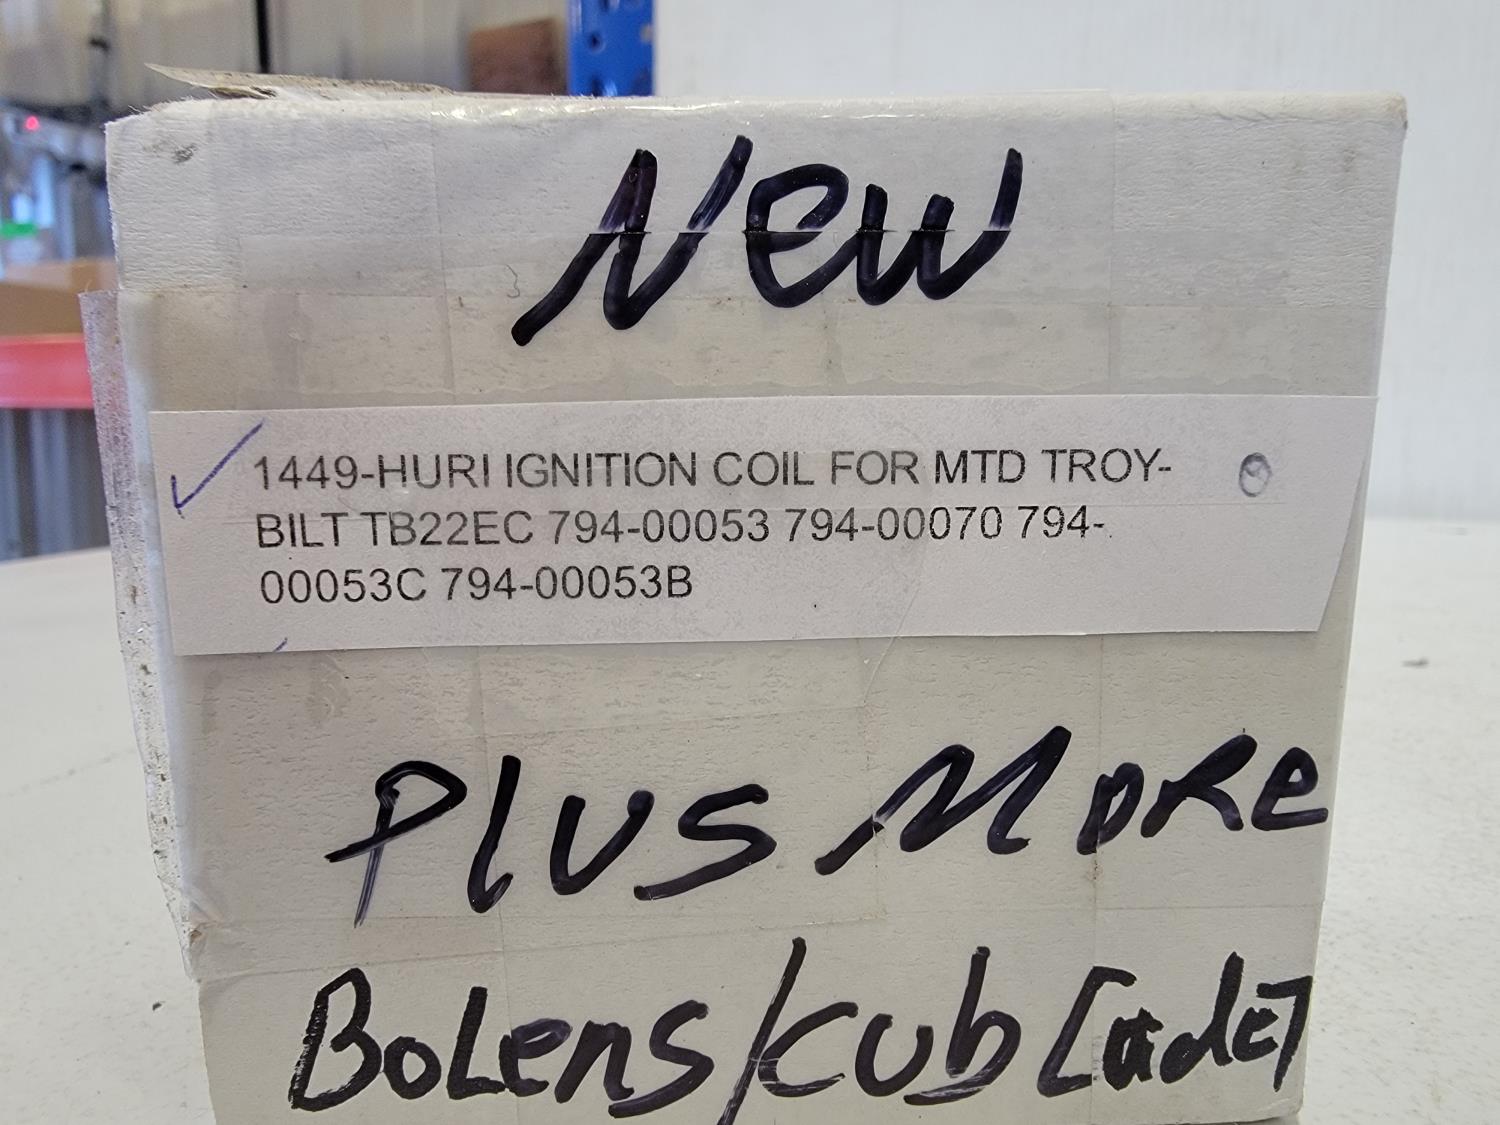 New
1449-HURI IGNITION COIL FOR MTD TROY-
BILT TB22EC 794-00053 794-00070 794-
00053C 794-00053B
Plus More
BoLens/cub Cadet